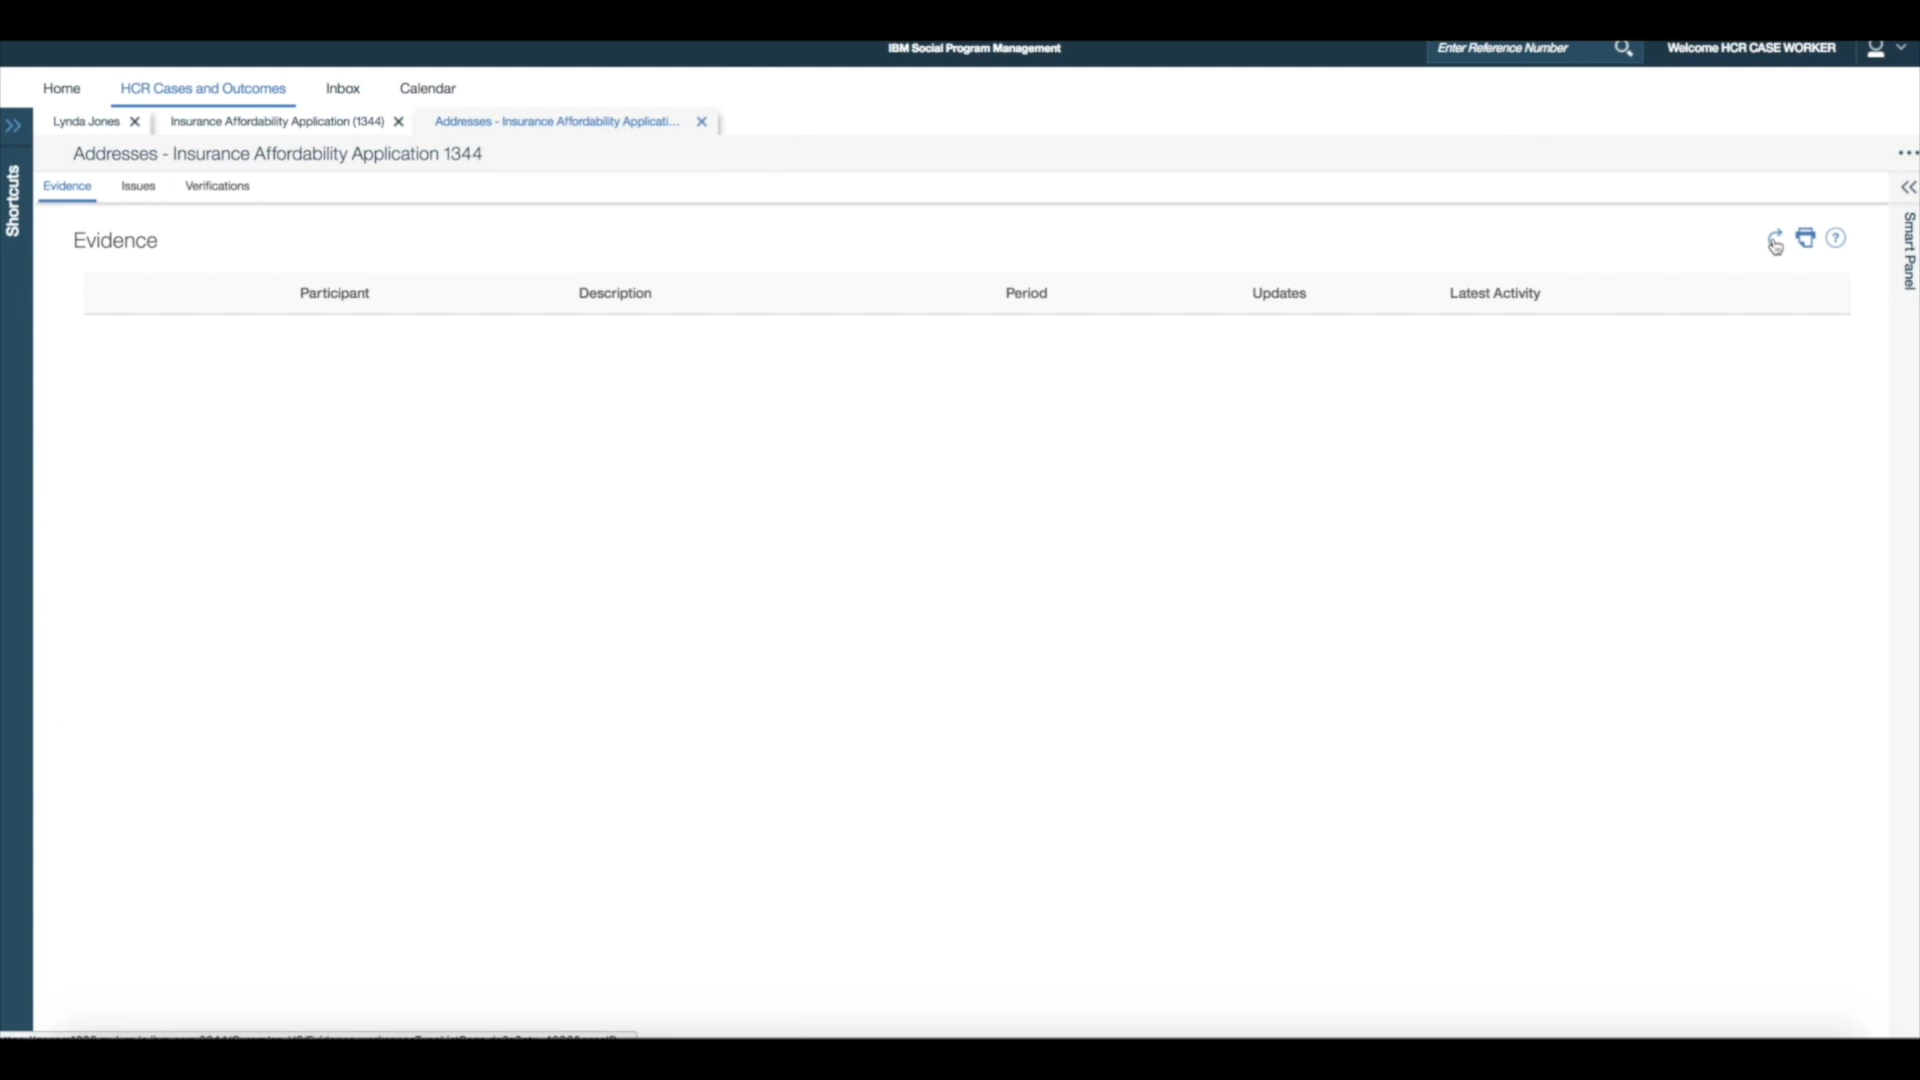 IBM Social Program Management
Enter Reference Number
Welcome HCR CASE WORKER
Home
HCR Cases and Outcomes
Inbox
Calendar
Lynda Jones
Insurance Affordability Application (1344)
Addresses - Insurance Affordability Applicati...
Addresses - Insurance Affordability Application 1344
Evidence
Issues
Verifications
Shortcuts
Smart Panel
Evidence
?
Participant
Description
Period
Updates
Latest Activity